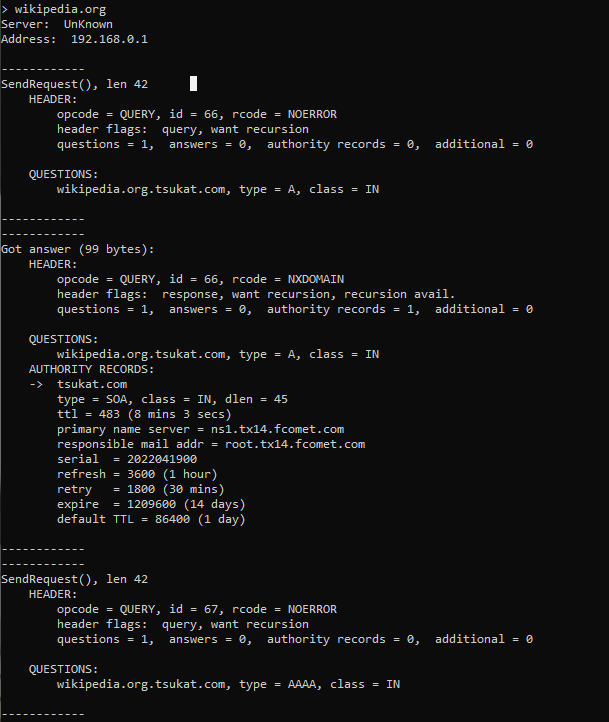 > wikipedia.org
Server:  UnKnown
Address:  192.168.0.1

------------
SendRequest(), len 42
    HEADER:
        opcode = QUERY, id = 66, rcode = NOERROR
        header flags:  query, want recursion
        questions = 1,  answers = 0,  authority records = 0,  additional = 0

    QUESTIONS:
        wikipedia.org.tsukat.com, type = A, class = IN

------------
------------
Got answer (99 bytes):
    HEADER:
        opcode = QUERY, id = 66, rcode = NXDOMAIN
        header flags:  response, want recursion, recursion avail.
        questions = 1,  answers = 0,  authority records = 1,  additional = 0

    QUESTIONS:
        wikipedia.org.tsukat.com, type = A, class = IN
    AUTHORITY RECORDS:
    ->  tsukat.com
        type = SOA, class = IN, dlen = 45
        ttl = 483 (8 mins 3 secs)
        primary name server = ns1.tx14.fcomet.com
        responsible mail addr = root.tx14.fcomet.com
        serial  = 2022041900
        refresh = 3600 (1 hour)
        retry   = 1800 (30 mins)
        expire  = 1209600 (14 days)
        default TTL = 86400 (1 day)

------------
------------
SendRequest(), len 42
    HEADER:
        opcode = QUERY, id = 67, rcode = NOERROR
        header flags:  query, want recursion
        questions = 1,  answers = 0,  authority records = 0,  additional = 0

    QUESTIONS:
        wikipedia.org.tsukat.com, type = AAAA, class = IN

------------